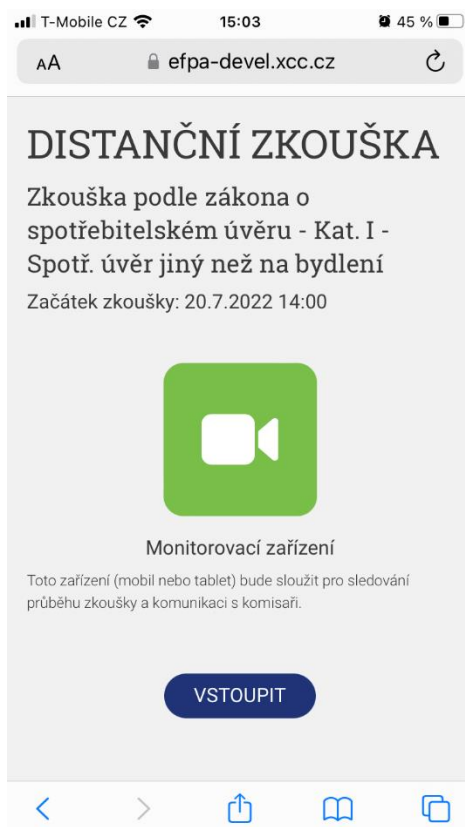 T-Mobile CZ 15:03 45 %
AA efpa-devel.xcc.cz
DISTANČNÍ ZKOUŠKA
Zkouška podle zákona o
spotřebitelském úvěru - Kat. I -
Spotř. úvěr jiný než na bydlení
Začátek zkoušky: 20.7.2022 14:00
Monitorovací zařízení
Toto zařízení (mobil nebo tablet) bude sloužit pro sledování
průběhu zkoušky a komunikaci s komisaři.
VSTOUPIT